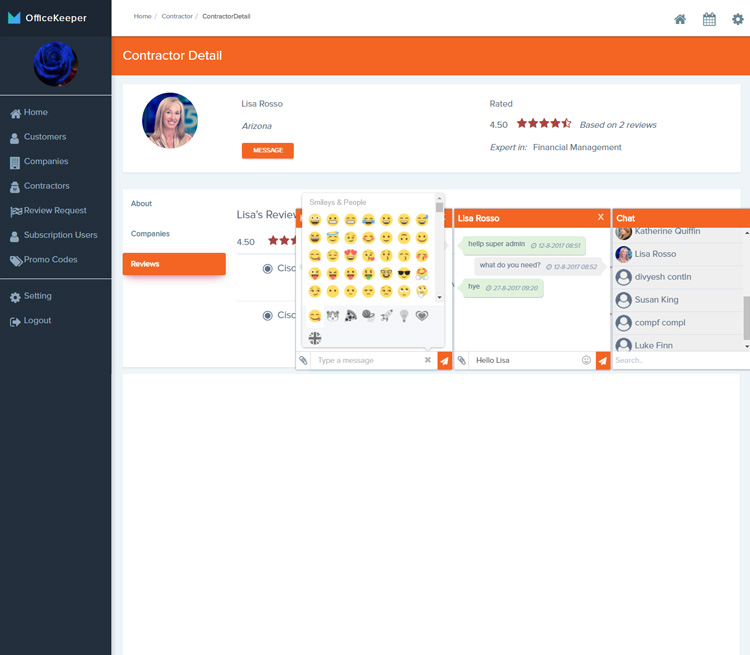 OfficeKeeper
Home / Contractor / ContractorDetail
Contractor Detail
Home
Customers
Companies
Contractors
Review Request
Subscription Users
Promo Codes
Setting
Logout
Lisa Rosso
Arizona
MESSAGE
Rated
4.50 Based on 2 reviews
Expert in: Financial Management
About
Companies
Reviews
Lisa's Review
4.50
Cisc
Cisc
Smileys & People
Type a message
Lisa Rosso X
hellp super admin 12-8-2017 08:51
what do you need? 12-8-2017 08:52
hye 27-8-2017 09:20
Hello Lisa
Chat
Katherine Quiffin
Lisa Rosso
divyesh contln
Susan King
compf compl
Luke Finn
Search..